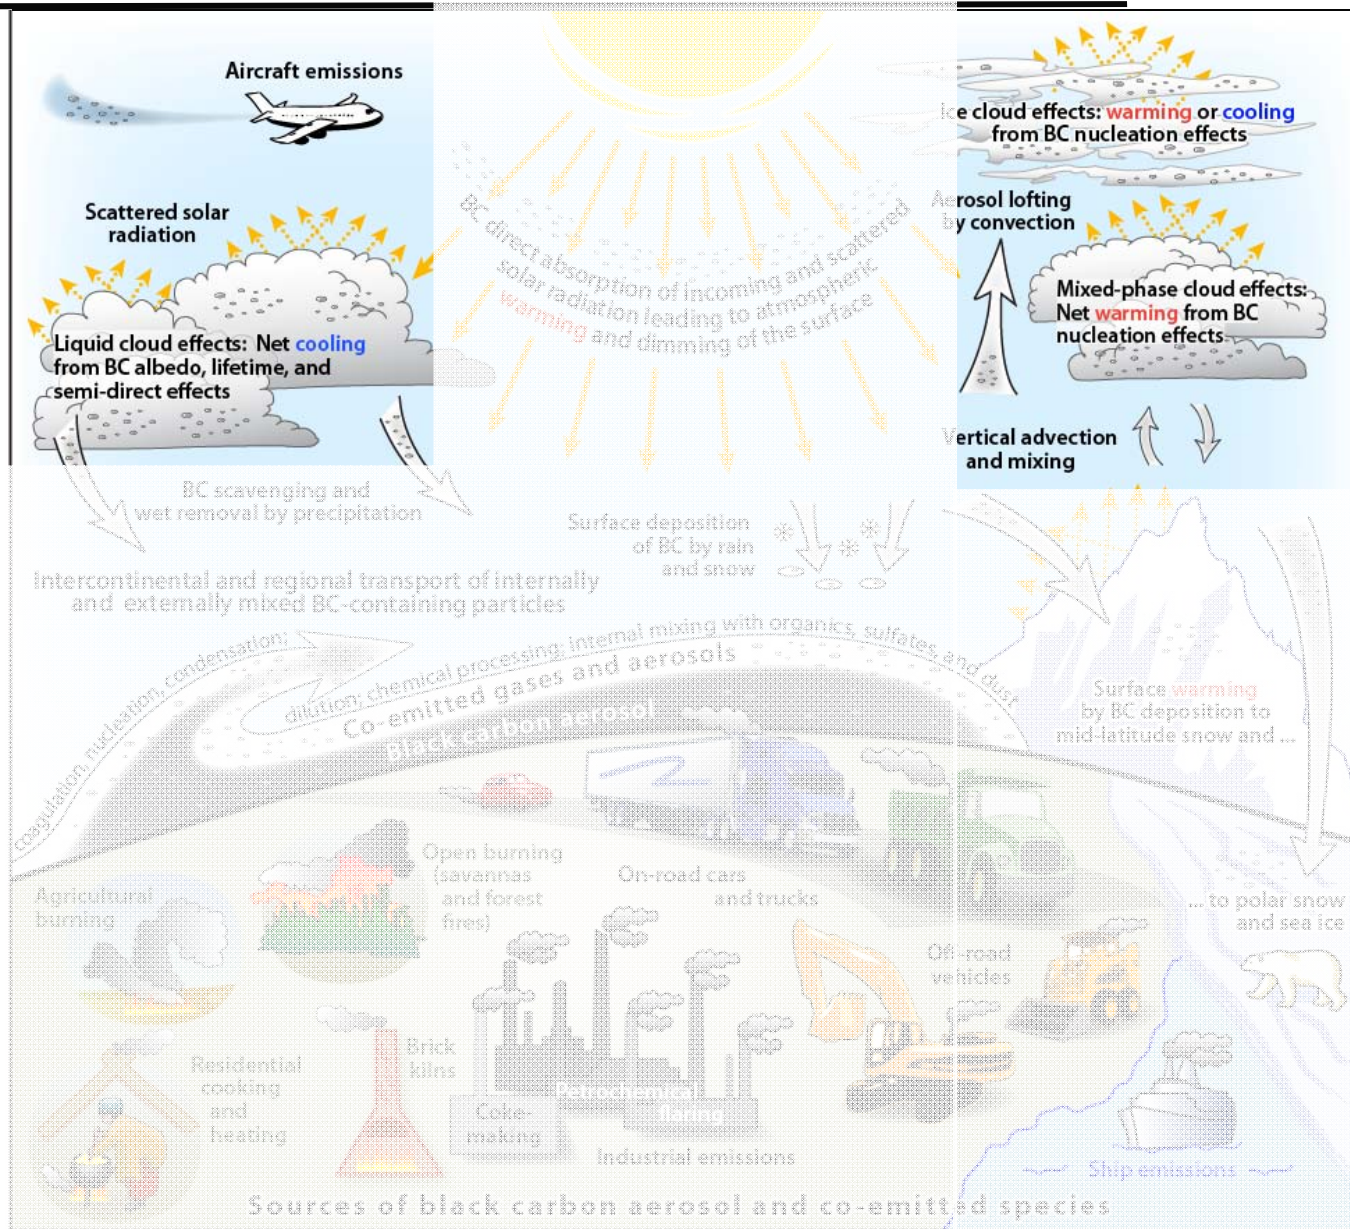 Aircraft emissions
Scattered solar
radiation
Liquid cloud effects: Net cooling
from BC albedo, lifetime, and
semi-direct effects
BC direct absorption of incoming and scattered
solar radiation leading to atmospheric
warming and dimming of the surface
Ice cloud effects: warming or cooling
from BC nucleation effects
Aerosol lofting
by convection
Mixed-phase cloud effects:
Net warming from BC
nucleation effects
Vertical advection
and mixing
BC scavenging and
wet removal by precipitation
Surface deposition
of BC by rain
and snow
Intercontinental and regional transport of internally
and externally mixed BC-containing particles
coagulation, nucleation, condensation;
dilution; chemical processing; internal mixing with organics, sulfates, and dust
Co-emitted gases and aerosols
Black carbon aerosol
Surface warming
by BC deposition to
mid-latitude snow and ...
... to polar snow
and sea ice
Agricultural
burning
Open burning
(savannas
and forest
fires)
On-road cars
and trucks
Off-road
vehicles
Residential
cooking
and
heating
Brick
kilns
Coke-
making
Petrochemical
flaring
Industrial emissions
Ship emissions
Sources of black carbon aerosol and co-emitted species